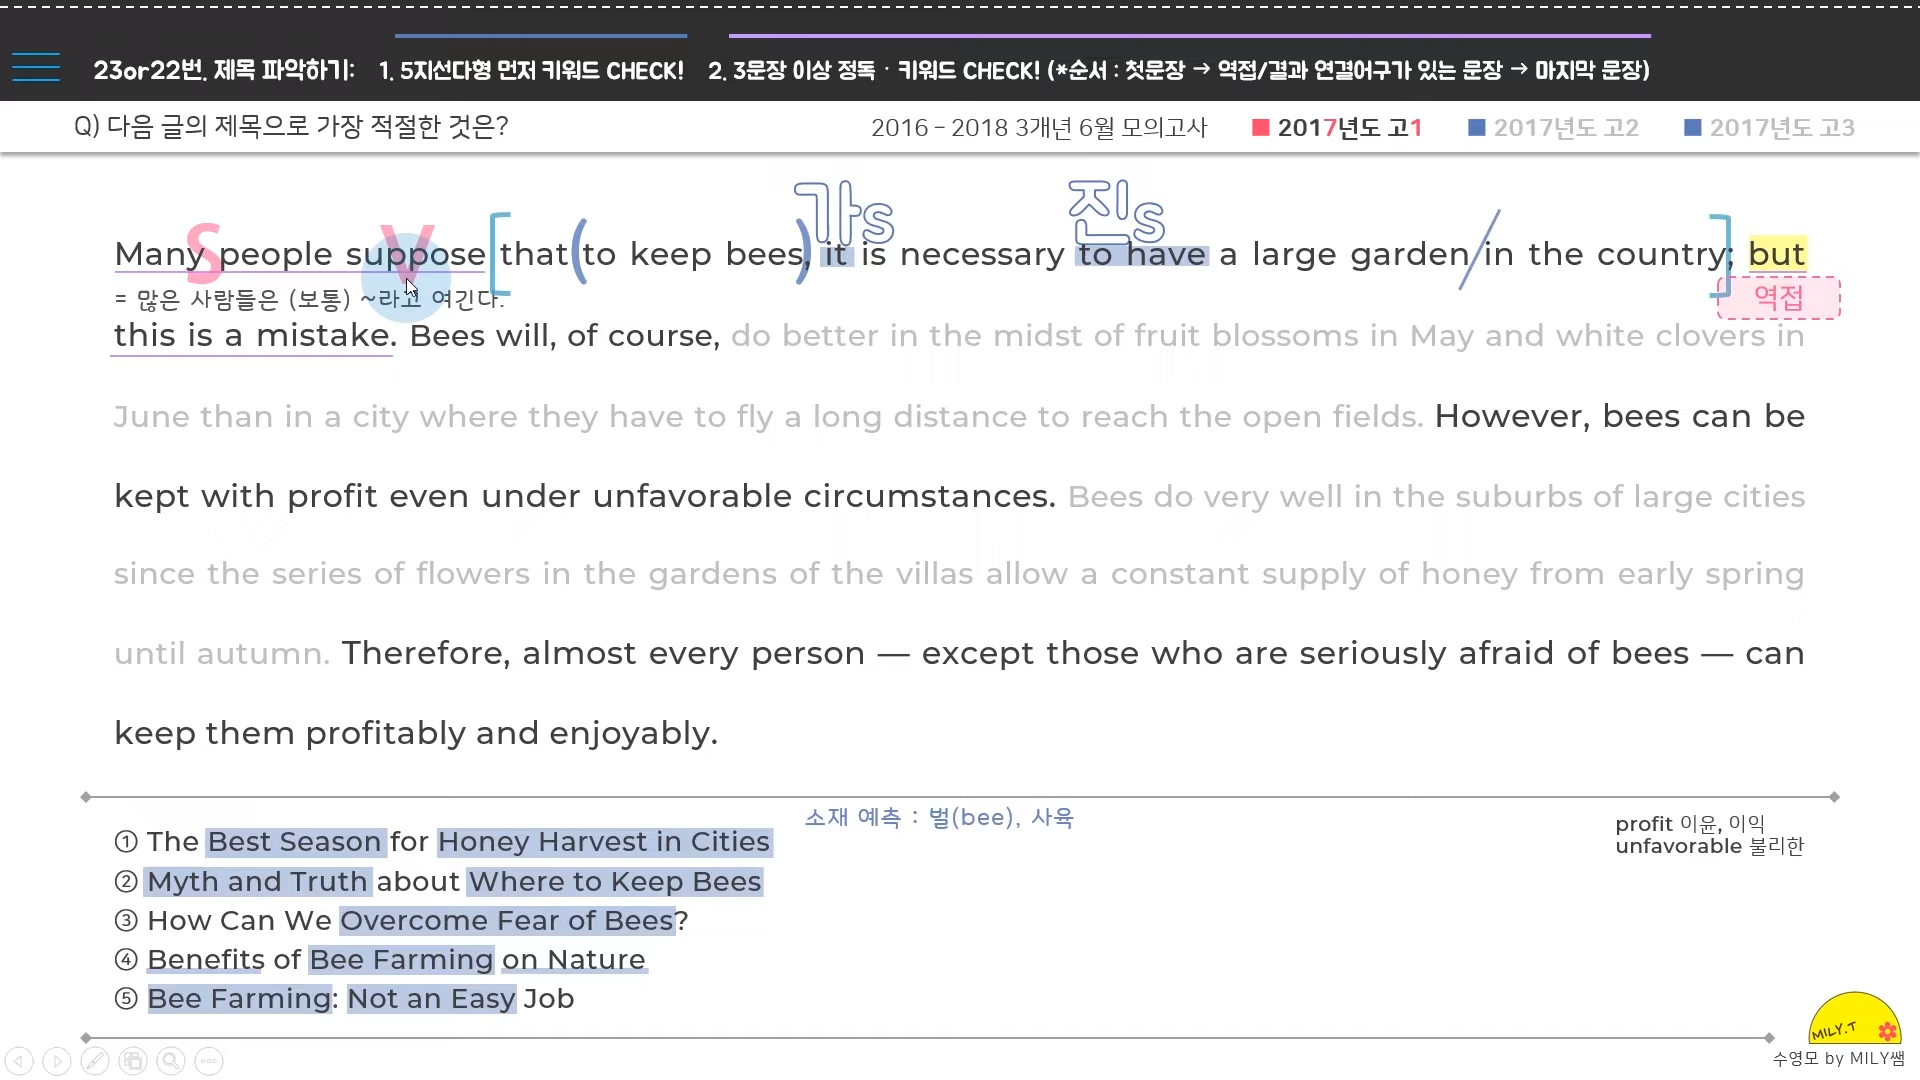 23or22번. 제목 파악하기: 1. 5지선다형 먼저 키워드 CHECK! 2. 3문장 이상 정독 · 키워드 CHECK! (*순서 : 첫문장 → 역접/결과 연결어구가 있는 문장 → 마지막 문장)
Q) 다음 글의 제목으로 가장 적절한 것은? 2016 – 2018 3개년 6월 모의고사 2017년도 고1 2017년도 고2 2017년도 고3
S V 가s 진s
Many people suppose [that (to keep bees), it is necessary to have a large garden / in the country]; but
= 많은 사람들은 (보통) ~라고 여긴다. 역접
this is a mistake. Bees will, of course, do better in the midst of fruit blossoms in May and white clovers in
June than in a city where they have to fly a long distance to reach the open fields. However, bees can be
kept with profit even under unfavorable circumstances. Bees do very well in the suburbs of large cities
since the series of flowers in the gardens of the villas allow a constant supply of honey from early spring
until autumn. Therefore, almost every person — except those who are seriously afraid of bees — can
keep them profitably and enjoyably.
소재 예측 : 벌(bee), 사육
① The Best Season for Honey Harvest in Cities
② Myth and Truth about Where to Keep Bees
③ How Can We Overcome Fear of Bees?
④ Benefits of Bee Farming on Nature
⑤ Bee Farming: Not an Easy Job
profit 이윤, 이익
unfavorable 불리한
MILY.T
수영모 by MILY쌤